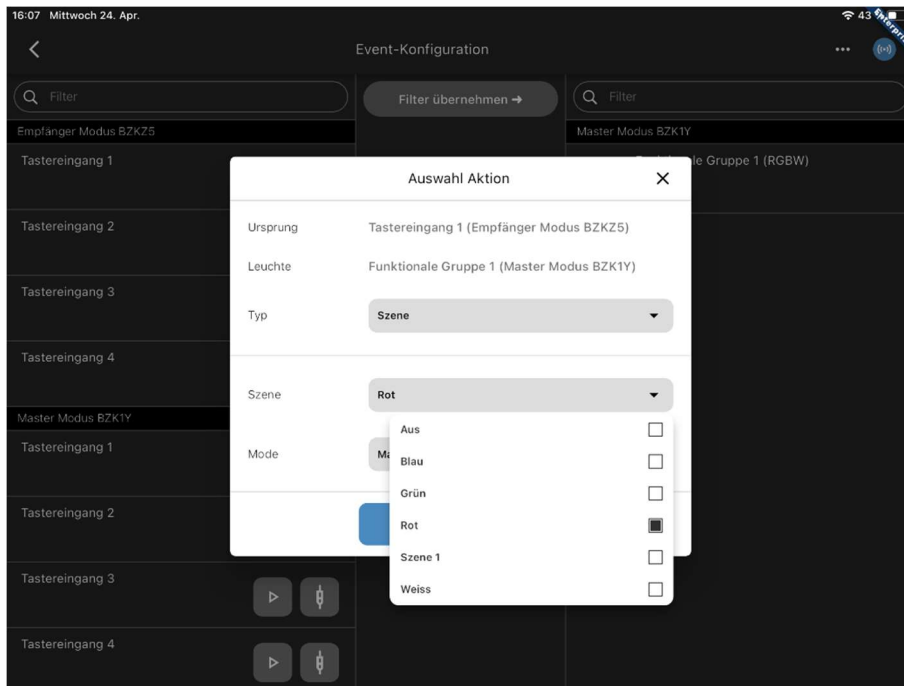 16:07 Mittwoch 24. Apr.
43
Enterpri
Event-Konfiguration
Filter
Filter übernehmen
Filter
Empfänger Modus BZKZ5
Master Modus BZK1Y
Tastereingang 1
le Gruppe 1 (RGBW)
Tastereingang 2
Tastereingang 3
Tastereingang 4
Master Modus BZK1Y
Tastereingang 1
Tastereingang 2
Tastereingang 3
Tastereingang 4
Auswahl Aktion
Ursprung Tastereingang 1 (Empfänger Modus BZKZ5)
Leuchte Funktionale Gruppe 1 (Master Modus BZK1Y)
Typ Szene
Szene Rot
Mode Ma
Aus
Blau
Grün
Rot
Szene 1
Weiss